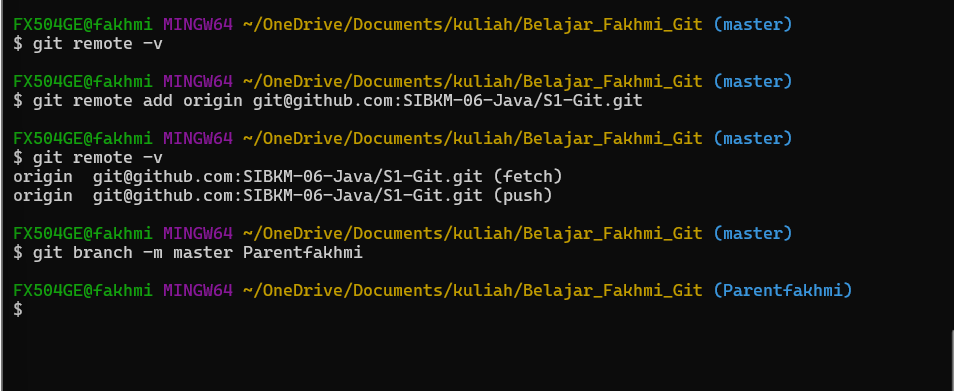 FX504GE@fakhmi MINGW64 ~/OneDrive/Documents/kuliah/Belajar_Fakhmi_Git (master)
$ git remote -v
FX504GE@fakhmi MINGW64 ~/OneDrive/Documents/kuliah/Belajar_Fakhmi_Git (master)
$ git remote add origin git@github.com:SIBKM-06-Java/S1-Git.git
FX504GE@fakhmi MINGW64 ~/OneDrive/Documents/kuliah/Belajar_Fakhmi_Git (master)
$ git remote -v
origin  git@github.com:SIBKM-06-Java/S1-Git.git (fetch)
origin  git@github.com:SIBKM-06-Java/S1-Git.git (push)
FX504GE@fakhmi MINGW64 ~/OneDrive/Documents/kuliah/Belajar_Fakhmi_Git (master)
$ git branch -m master Parentfakhmi
FX504GE@fakhmi MINGW64 ~/OneDrive/Documents/kuliah/Belajar_Fakhmi_Git (Parentfakhmi)
$